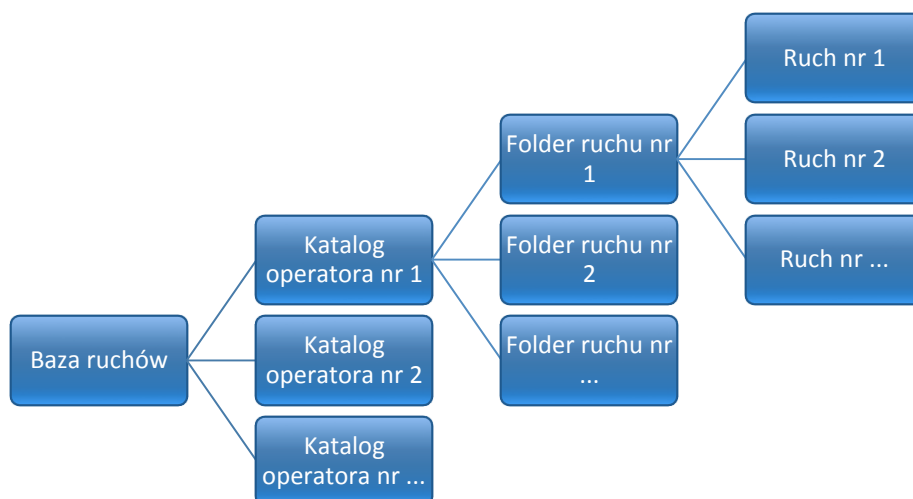 Baza ruchów
Katalog
operatora nr 1
Katalog
operatora nr 2
Katalog
operatora nr ...
Folder ruchu nr
1
Folder ruchu nr
2
Folder ruchu nr
...
Ruch nr 1
Ruch nr 2
Ruch nr ...